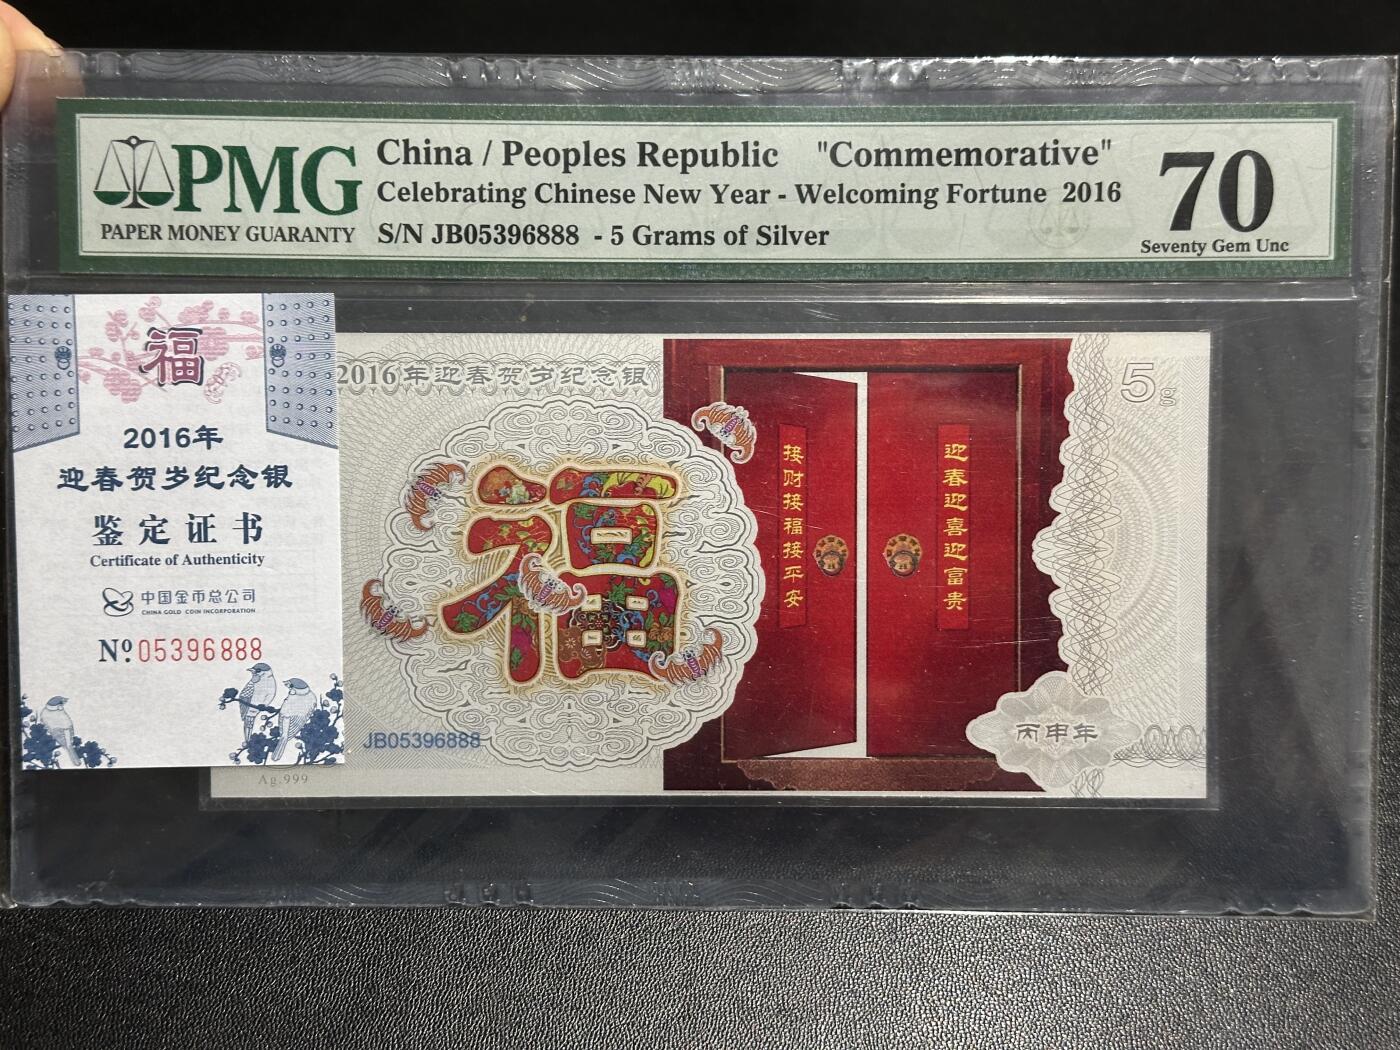 PMG
PAPER MONEY GUARANTY
China / Peoples Republic "Commemorative"
Celebrating Chinese New Year - Welcoming Fortune 2016
S/N JB05396888 - 5 Grams of Silver
70
Seventy Gem Unc
福
2016年
迎春贺岁纪念银
鉴定证书
Certificate of Authenticity
中国金币总公司
CHINA GOLD COIN INCORPORATION
№05396888
2016年迎春贺岁纪念银
福
JB05396888
Ag.999
接财接福接平安
迎春迎喜迎富贵
5g
丙申年